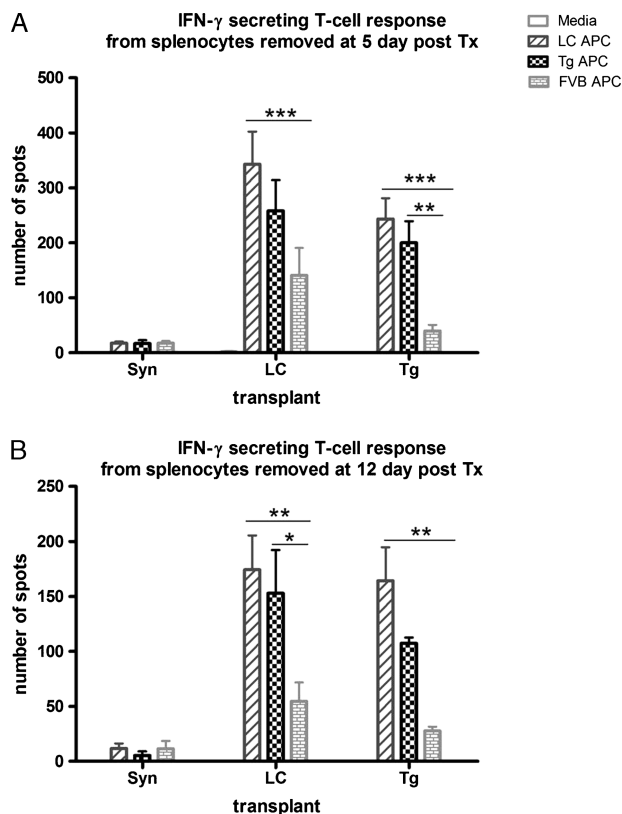 A
IFN-γ secreting T-cell response
from splenocytes removed at 5 day post Tx
Media
LC APC
Tg APC
FVB APC
500
400
300
200
100
0
number of spots
***
***
**
Syn LC Tg
transplant
B
IFN-γ secreting T-cell response
from splenocytes removed at 12 day post Tx
250
200
150
100
50
0
number of spots
**
*
**
Syn LC Tg
transplant